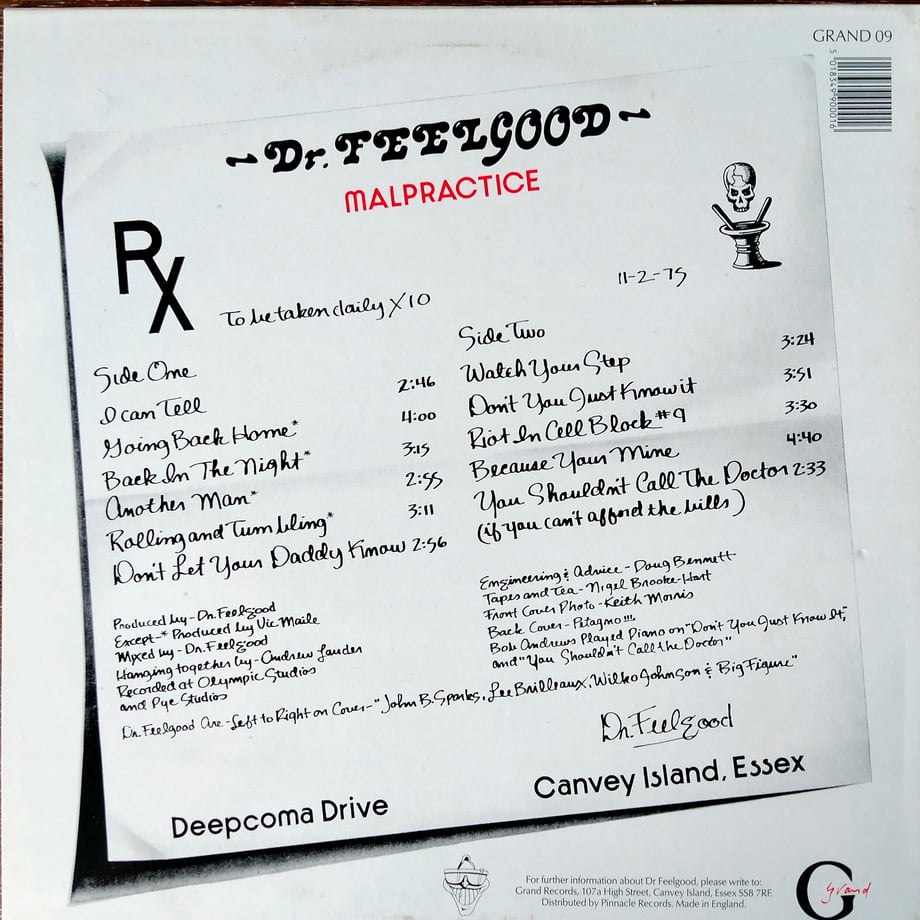 GRAND 09
5 018349 900016
~Dr. FEELGOOD~
MALPRACTICE
RX
To be taken daily X 10
11-2-75
Side One
I can Tell 2:46
Going Back Home* 4:00
Back In The Night* 3:15
Another Man* 2:55
Rolling and Tumbling* 3:11
Don't Let Your Daddy Know 2:56
Side Two
Watch Your Step 3:24
Don't You Just Know it 3:51
Riot In Cell Block #9 3:30
Because Your Mine 4:40
You Shouldn't Call The Doctor 2:33
(if you can't afford the bills)
Produced by - Dr. Feelgood
Except - * Produced by Vic Maile
Mixed by - Dr. Feelgood
Hanging together by - Andrew Lauder
Recorded at Olympic Studios
and Pye Studios
Engineering & Advice - Doug Bennett
Tapes and Tea - Nigel Brooke-Hart
Front Cover Photo - Keith Morris
Back Cover - Petagno!!!
Bob Andrews Played Piano on "Don't You Just Know It,"
and "You Shouldn't Call The Doctor"
Dr. Feelgood Are - Left to Right on Cover - "John B. Sparks, Lee Brilleaux, Wilko Johnson & Big Figure"
Dr. Feelgood
Deepcoma Drive
Canvey Island, Essex
For further information about Dr Feelgood, please write to:
Grand Records, 107a High Street, Canvey Island, Essex SS8 7RF.
Distributed by Pinnacle Records. Made in England.
G grand